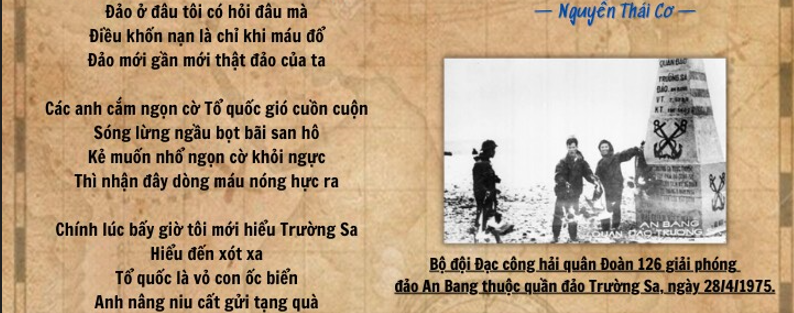 Đảo ở đâu tôi có hỏi đâu mà
Điều khốn nạn là chỉ khi máu đổ
Đảo mới gần mới thật đảo của ta
Các anh cắm ngọn cờ Tổ quốc gió cuồn cuộn
Sóng lừng ngầu bọt bãi san hô
Kẻ muốn nhổ ngọn cờ khỏi ngực
Thì nhận đây dòng máu nóng hực ra
Chính lúc bấy giờ tôi mới hiểu Trường Sa
Hiểu đến xót xa
Tổ quốc là vỏ con ốc biển
Anh nâng niu cất gửi tạng quà
— Nguyên Thái Cơ —
QUẦN ĐẢO
TRƯỜNG SA
ĐẢO AN BANG
VT
KT
AN BANG
QUẦN ĐẢO TRƯỜNG SA
Bộ đội Đạc công hải quân Đoàn 126 giải phóng
đảo An Bang thuộc quần đảo Trường Sa, ngày 28/4/1975.